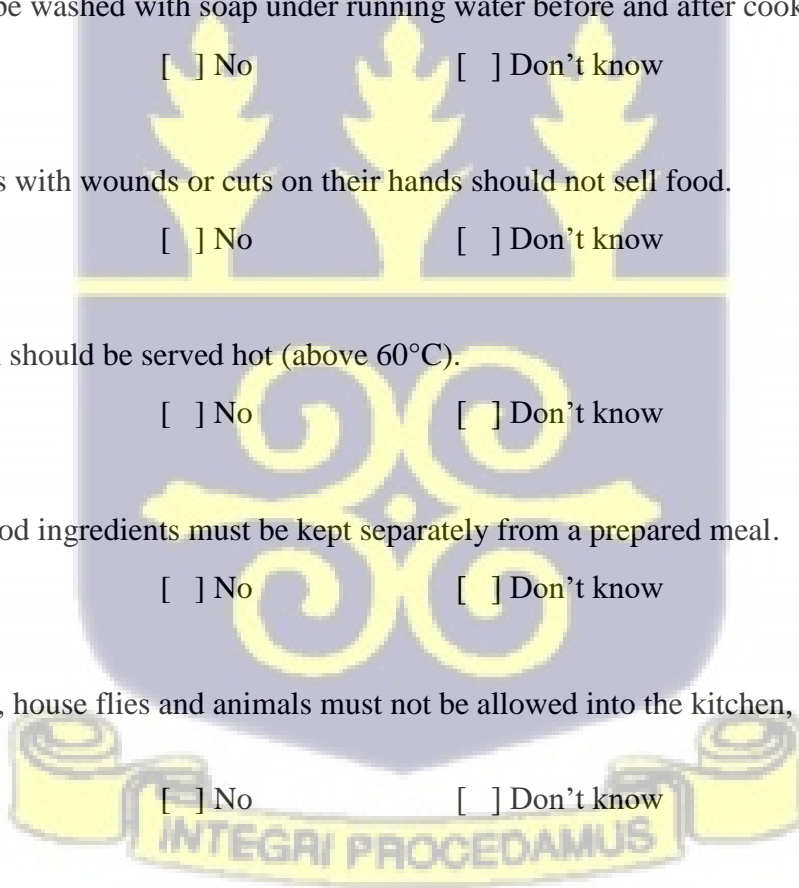 be washed with soap under running water before and after cook
[ ] No [ ] Don’t know
s with wounds or cuts on their hands should not sell food.
[ ] No [ ] Don’t know
should be served hot (above 60°C).
[ ] No [ ] Don’t know
od ingredients must be kept separately from a prepared meal.
[ ] No [ ] Don’t know
, house flies and animals must not be allowed into the kitchen,
[ ] No [ ] Don’t know
INTEGRI PROCEDAMUS